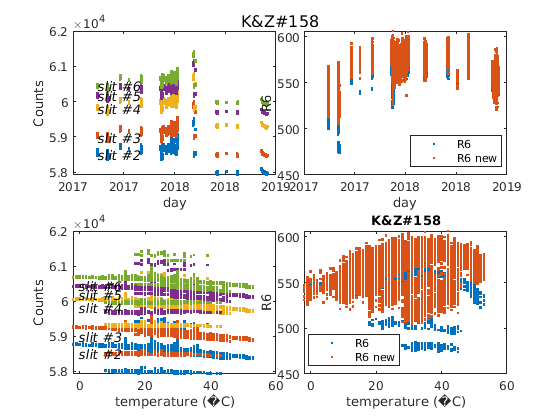 K&Z#158
×10⁴
6.2
6.1
6
5.9
5.8
Counts
slit #6
slit #5
slit #4
slit #3
slit #2
2017 2017 2018 2018 2019
day
600
550
500
450
R6
R6
R6 new
2017 2017 2018 2018 2019
day
×10⁴
6.2
6.1
6
5.9
5.8
Counts
slit #6
slit #5
slit #4
slit #3
slit #2
0 20 40 60
temperature (�C)
K&Z#158
600
550
500
450
R6
R6
R6 new
0 20 40 60
temperature (�C)